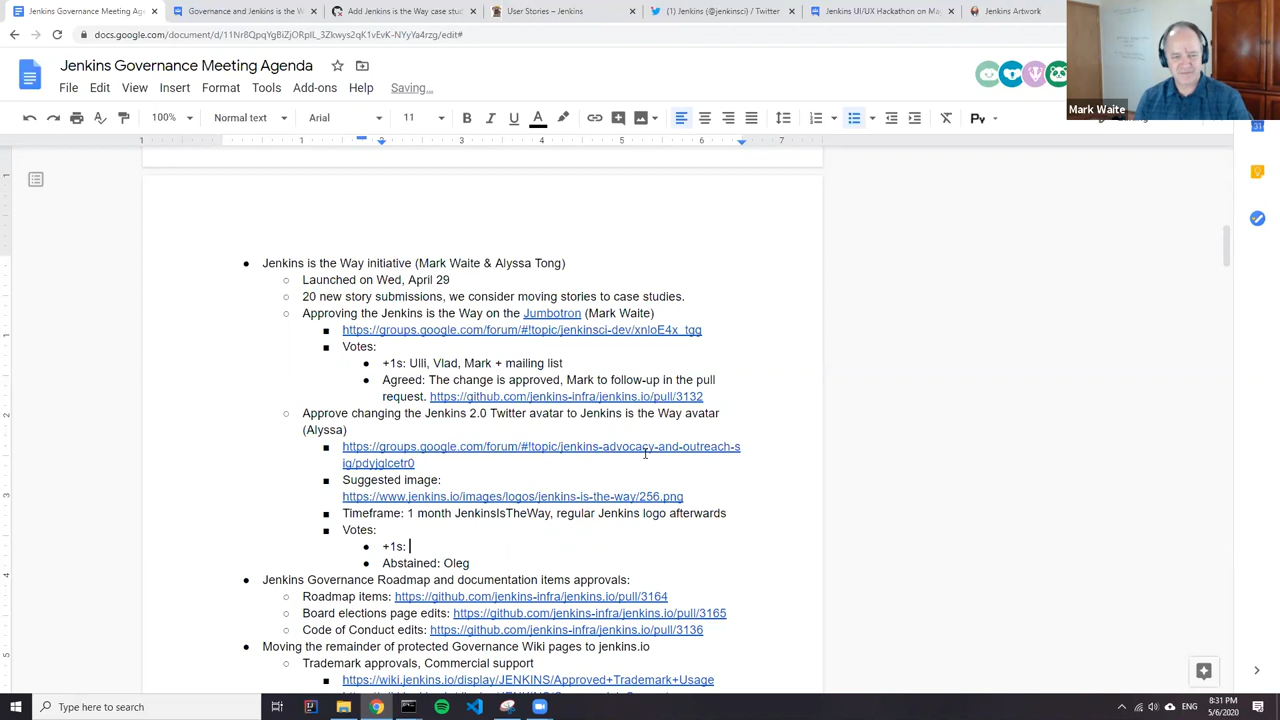 Jenkins Governance Meeting Age
Governance and Jenkins is the W
Add Jenkins is the Way case stu
User Stories – Jenkins
(1) Jenkins (@jenkinsci) / Twitter
Jenkins UI/UX Hackathon on Ma
Jenkins Artwork
docs.google.com/document/d/11Nr8QpqYgBiZjORpIL_3Zkwys2qK1vEvK-NYyYa4rzg/edit#
Jenkins Governance Meeting Agenda
File Edit View Insert Format Tools Add-ons Help Saving...
Mark Waite
100% Normal text Arial 11
Jenkins is the Way initiative (Mark Waite & Alyssa Tong)
Launched on Wed, April 29
20 new story submissions, we consider moving stories to case studies.
Approving the Jenkins is the Way on the Jumbotron (Mark Waite)
https://groups.google.com/forum/#!topic/jenkinsci-dev/xnloE4x_tgg
Votes:
+1s: Ulli, Vlad, Mark + mailing list
Agreed: The change is approved, Mark to follow-up in the pull
request. https://github.com/jenkins-infra/jenkins.io/pull/3132
Approve changing the Jenkins 2.0 Twitter avatar to Jenkins is the Way avatar
(Alyssa)
https://groups.google.com/forum/#!topic/jenkins-advocacy-and-outreach-s
ig/pdyjglcetr0
Suggested image:
https://www.jenkins.io/images/logos/jenkins-is-the-way/256.png
Timeframe: 1 month JenkinsIsTheWay, regular Jenkins logo afterwards
Votes:
+1s:
Abstained: Oleg
Jenkins Governance Roadmap and documentation items approvals:
Roadmap items: https://github.com/jenkins-infra/jenkins.io/pull/3164
Board elections page edits: https://github.com/jenkins-infra/jenkins.io/pull/3165
Code of Conduct edits: https://github.com/jenkins-infra/jenkins.io/pull/3136
Moving the remainder of protected Governance Wiki pages to jenkins.io
Trademark approvals, Commercial support
https://wiki.jenkins.io/display/JENKINS/Approved+Trademark+Usage
Type here to search
8:31 PM
5/6/2020